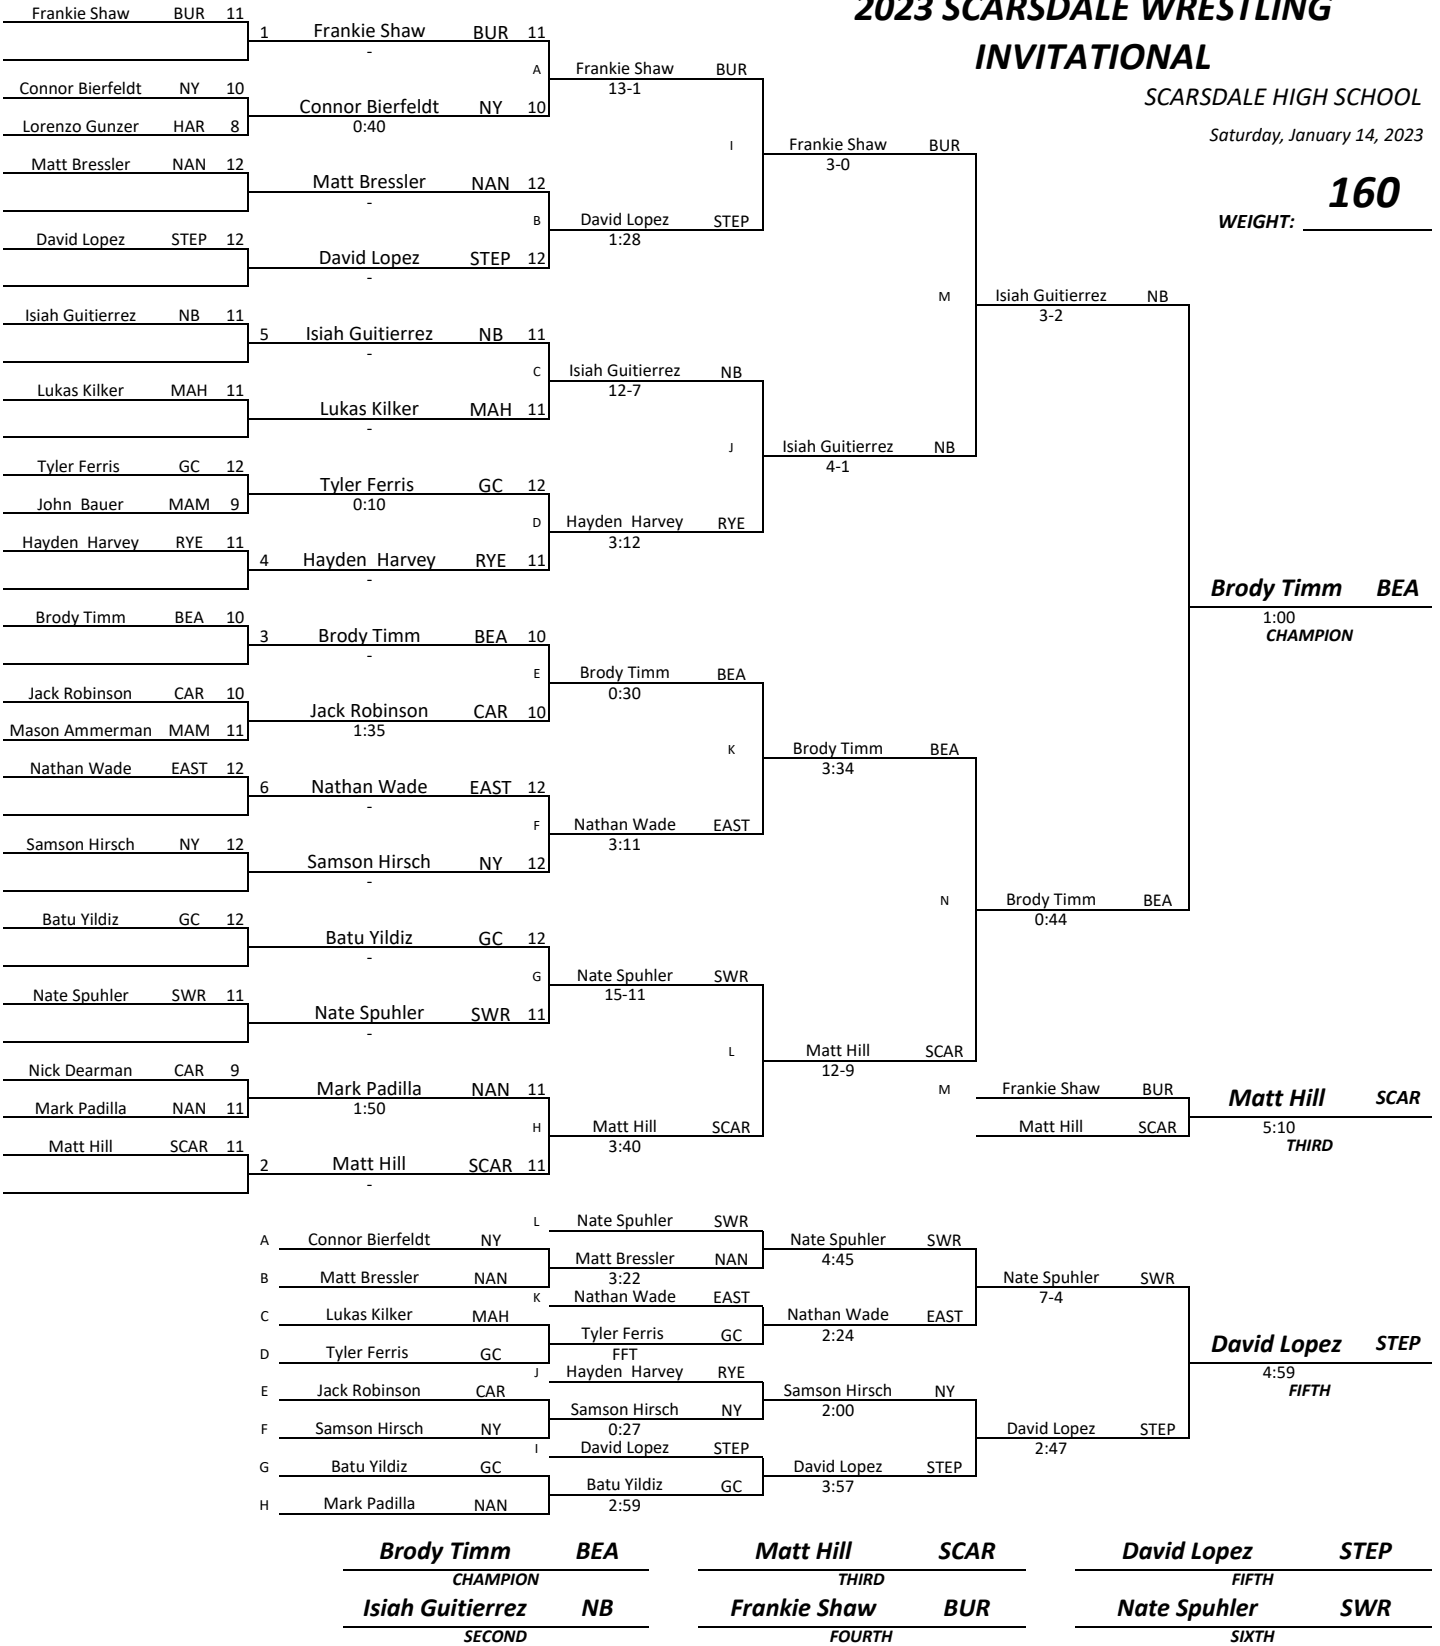 2023 SCARSDALE WRESTLING
INVITATIONAL
SCARSDALE HIGH SCHOOL
Saturday, January 14, 2023
WEIGHT: 160
Frankie Shaw BUR 11
Connor Bierfeldt NY 10
Lorenzo Gunzer HAR 8
Matt Bressler NAN 12
David Lopez STEP 12
Isiah Guitierrez NB 11
Lukas Kilker MAH 11
Tyler Ferris GC 12
John Bauer MAM 9
Hayden Harvey RYE 11
Brody Timm BEA 10
Jack Robinson CAR 10
Mason Ammerman MAM 11
Nathan Wade EAST 12
Samson Hirsch NY 12
Batu Yildiz GC 12
Nate Spuhler SWR 11
Nick Dearman CAR 9
Mark Padilla NAN 11
Matt Hill SCAR 11
1 Frankie Shaw BUR 11
-
Connor Bierfeldt NY 10
0:40
Matt Bressler NAN 12
-
David Lopez STEP 12
-
5 Isiah Guitierrez NB 11
-
Lukas Kilker MAH 11
-
Tyler Ferris GC 12
0:10
4 Hayden Harvey RYE 11
-
3 Brody Timm BEA 10
-
Jack Robinson CAR 10
1:35
6 Nathan Wade EAST 12
-
Samson Hirsch NY 12
-
Batu Yildiz GC 12
-
Nate Spuhler SWR 11
-
Mark Padilla NAN 11
1:50
2 Matt Hill SCAR 11
-
A Frankie Shaw BUR
13-1
B David Lopez STEP
1:28
C Isiah Guitierrez NB
12-7
D Hayden Harvey RYE
3:12
E Brody Timm BEA
0:30
F Nathan Wade EAST
3:11
G Nate Spuhler SWR
15-11
H Matt Hill SCAR
3:40
I Frankie Shaw BUR
3-0
J Isiah Guitierrez NB
4-1
K Brody Timm BEA
3:34
L Matt Hill SCAR
12-9
M Isiah Guitierrez NB
3-2
N Brody Timm BEA
0:44
Brody Timm BEA
1:00
CHAMPION
M Frankie Shaw BUR
Matt Hill SCAR
Matt Hill SCAR
5:10
THIRD
A Connor Bierfeldt NY
B Matt Bressler NAN
C Lukas Kilker MAH
D Tyler Ferris GC
E Jack Robinson CAR
F Samson Hirsch NY
G Batu Yildiz GC
H Mark Padilla NAN
L Nate Spuhler SWR
Matt Bressler NAN
3:22
K Nathan Wade EAST
Tyler Ferris GC
FFT
J Hayden Harvey RYE
Samson Hirsch NY
0:27
I David Lopez STEP
Batu Yildiz GC
2:59
Nate Spuhler SWR
4:45
Nathan Wade EAST
2:24
Samson Hirsch NY
2:00
David Lopez STEP
3:57
Nate Spuhler SWR
7-4
David Lopez STEP
2:47
David Lopez STEP
4:59
FIFTH
Brody Timm BEA Matt Hill SCAR David Lopez STEP
CHAMPION THIRD FIFTH
Isiah Guitierrez NB Frankie Shaw BUR Nate Spuhler SWR
SECOND FOURTH SIXTH